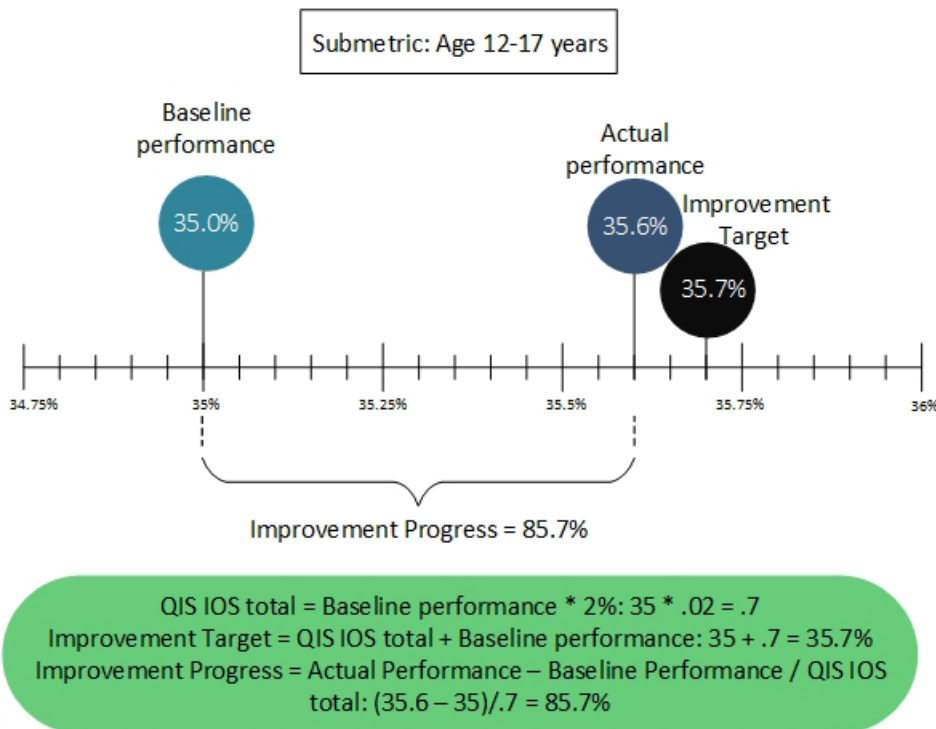 Submetric: Age 12-17 years
Baseline
performance
Actual
performance
Improvement
Target
35.0%
35.6%
35.7%
34.75%
35%
35.25%
35.5%
35.75%
36%
Improvement Progress = 85.7%
QIS IOS total = Baseline performance * 2%: 35 * .02 = .7
Improvement Target = QIS IOS total + Baseline performance: 35 + .7 = 35.7%
Improvement Progress = Actual Performance – Baseline Performance / QIS IOS
total: (35.6 – 35)/.7 = 85.7%